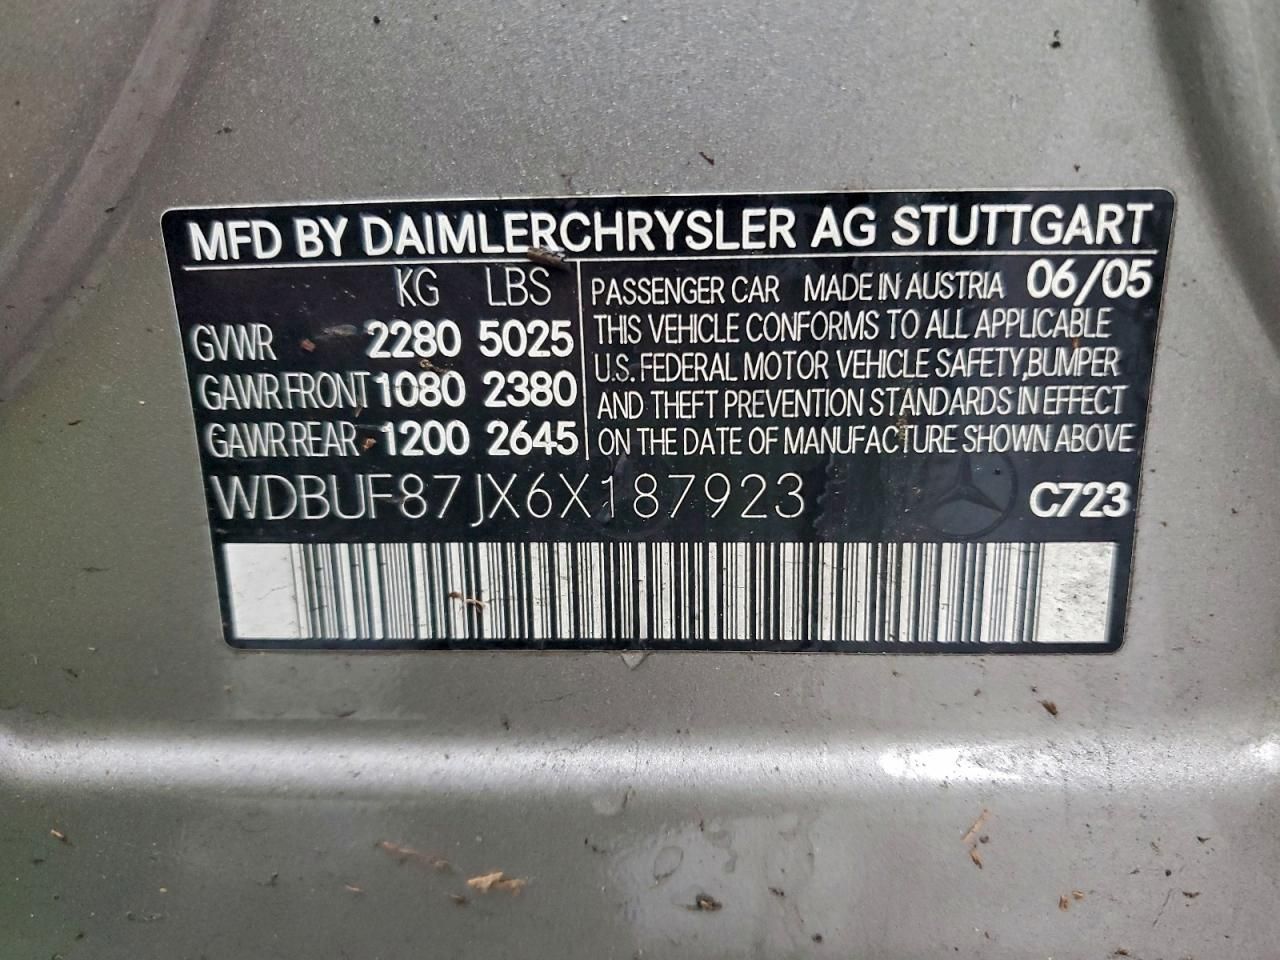 MFD BY DAIMLERCHRYSLER AG STUTTGART
KG LBS
GVWR 2280 5025
GAWR FRONT 1080 2380
GAWR REAR 1200 2645
PASSENGER CAR MADE IN AUSTRIA 06/05
THIS VEHICLE CONFORMS TO ALL APPLICABLE
U.S. FEDERAL MOTOR VEHICLE SAFETY,BUMPER
AND THEFT PREVENTION STANDARDS IN EFFECT
ON THE DATE OF MANUFACTURE SHOWN ABOVE
WDBUF87JX6X187923
C723